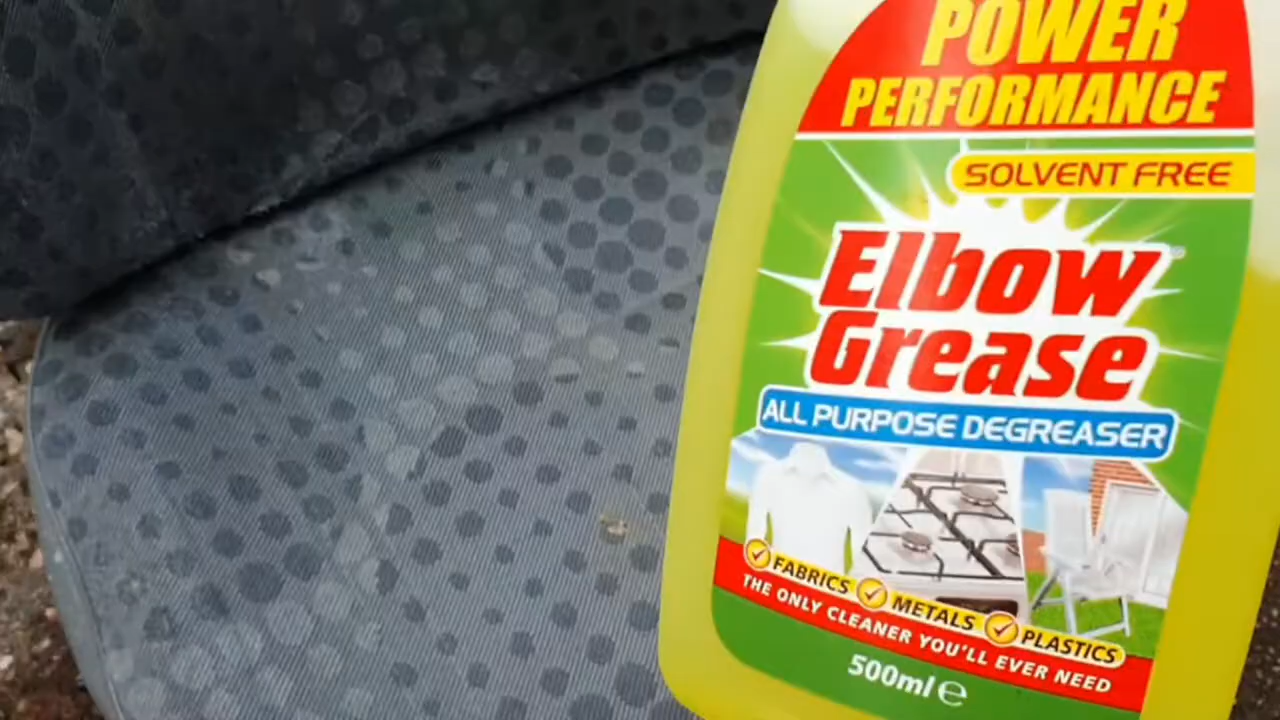 POWER
PERFORMANCE
SOLVENT FREE
Elbow
Grease
ALL PURPOSE DEGREASER
FABRICS METALS PLASTICS
THE ONLY CLEANER YOU'LL EVER NEED
500ml e